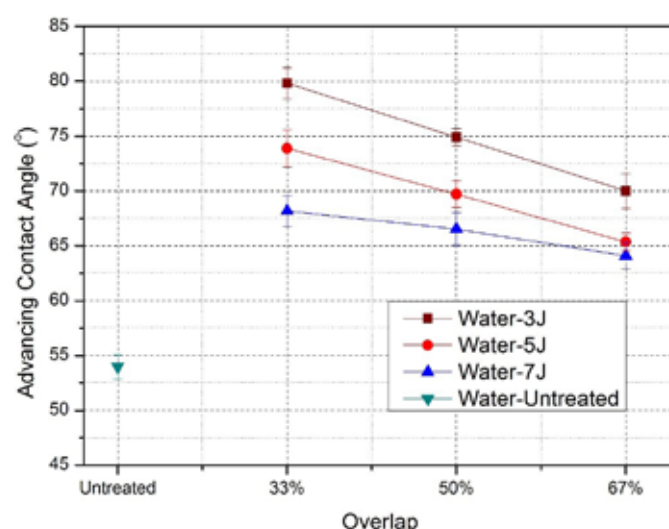 85
80
75
70
65
60
55
50
45
Advancing Contact Angle (°)
Water-3J
Water-5J
Water-7J
Water-Untreated
Untreated 33% 50% 67%
Overlap